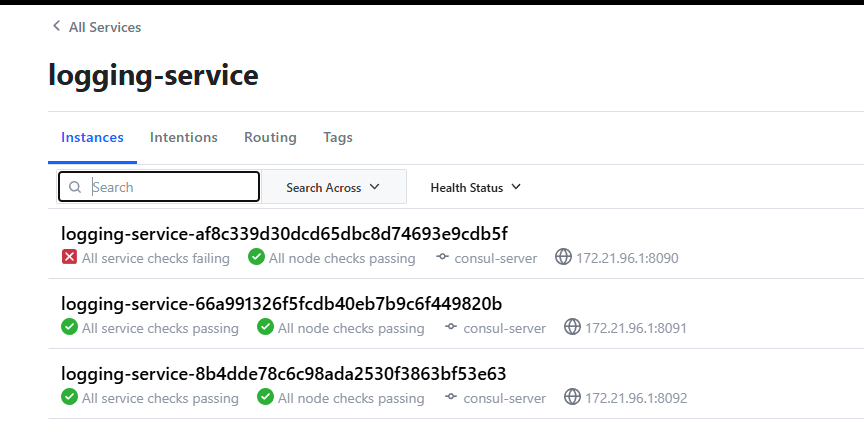 All Services
logging-service
Instances Intentions Routing Tags
Search Search Across Health Status
logging-service-af8c339d30dcd65dbc8d74693e9cdb5f
All service checks failing All node checks passing consul-server 172.21.96.1:8090
logging-service-66a991326f5fcdb40eb7b9c6f449820b
All service checks passing All node checks passing consul-server 172.21.96.1:8091
logging-service-8b4dde78c6c98ada2530f3863bf53e63
All service checks passing All node checks passing consul-server 172.21.96.1:8092